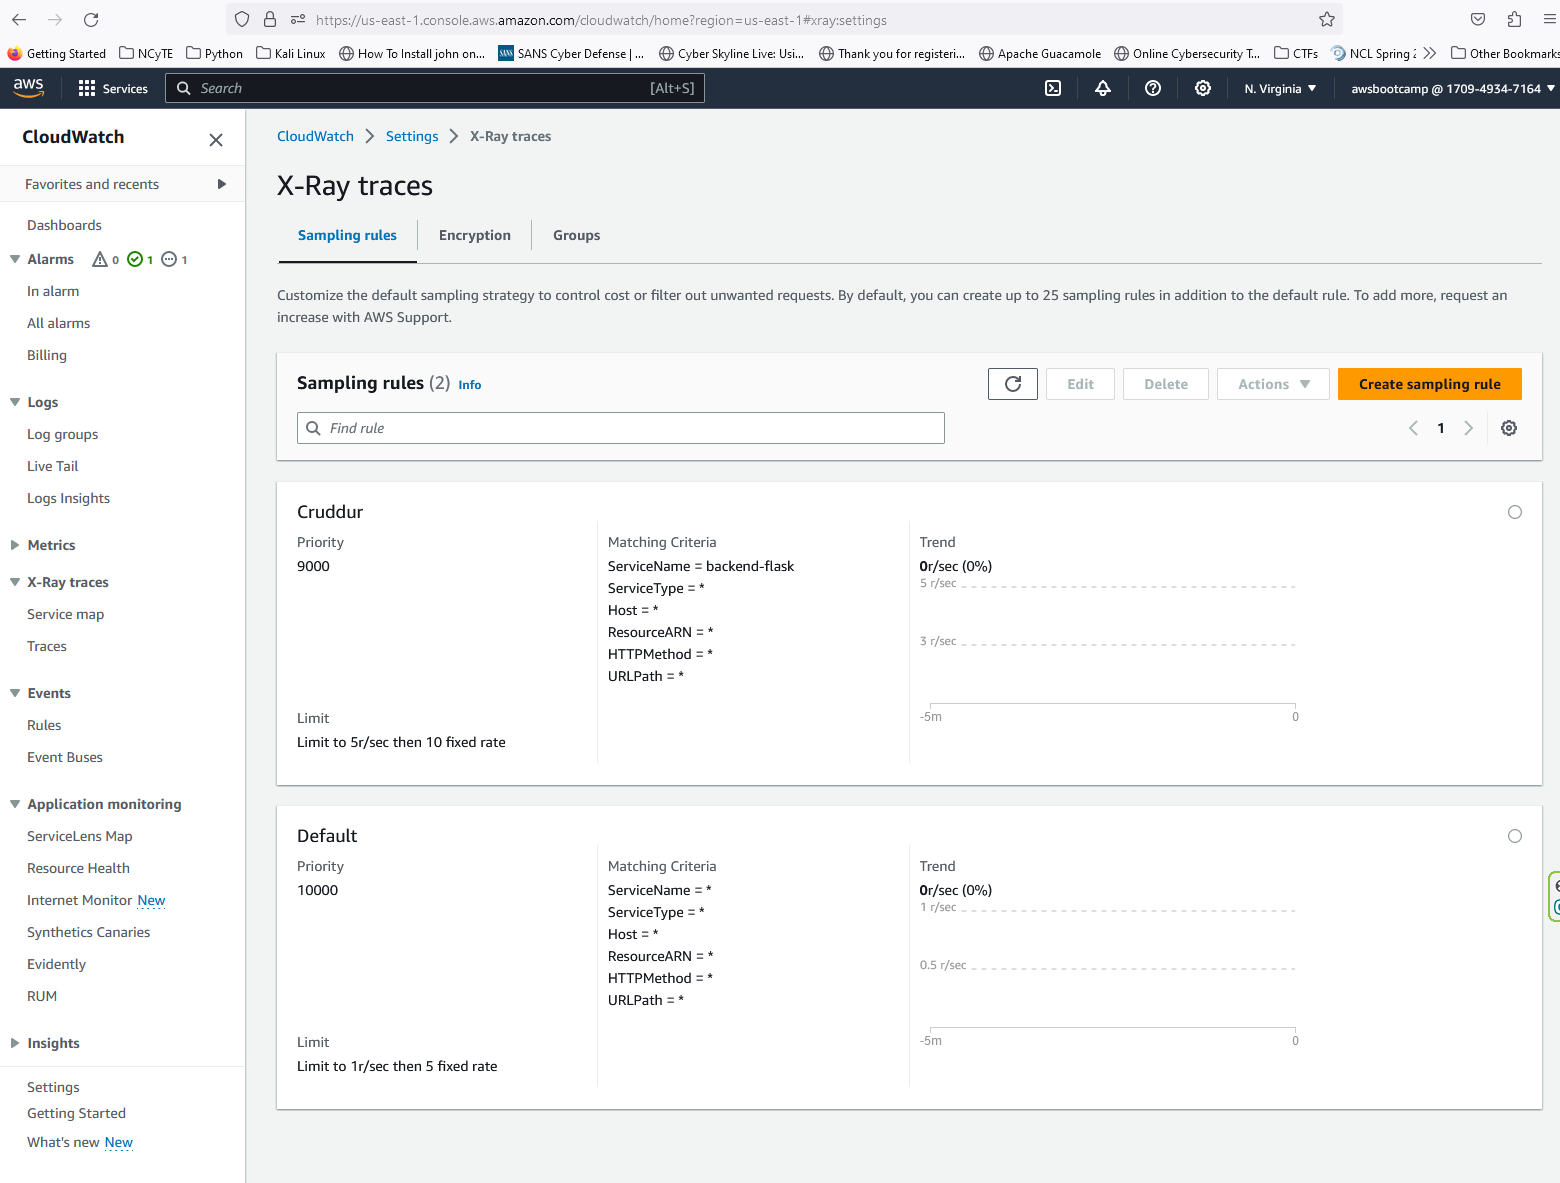 https://us-east-1.console.aws.amazon.com/cloudwatch/home?region=us-east-1#xray:settings
Getting Started NCyTE Python Kali Linux How To Install john on... SANS SANS Cyber Defense | ... Cyber Skyline Live: Usi... Thank you for registeri... Apache Guacamole Online Cybersecurity T... CTFs NCL Spring 2 Other Bookmarks
aws Services Search [Alt+S] N. Virginia awsbootcamp @ 1709-4934-7164
CloudWatch
Favorites and recents
Dashboards
Alarms 0 1 1
In alarm
All alarms
Billing
Logs
Log groups
Live Tail
Logs Insights
Metrics
X-Ray traces
Service map
Traces
Events
Rules
Event Buses
Application monitoring
ServiceLens Map
Resource Health
Internet Monitor New
Synthetics Canaries
Evidently
RUM
Insights
Settings
Getting Started
What's new New
CloudWatch Settings X-Ray traces
X-Ray traces
Sampling rules Encryption Groups
Customize the default sampling strategy to control cost or filter out unwanted requests. By default, you can create up to 25 sampling rules in addition to the default rule. To add more, request an
increase with AWS Support.
Sampling rules (2) Info
Edit Delete Actions Create sampling rule
Find rule
1
Cruddur
Priority
9000
Limit
Limit to 5r/sec then 10 fixed rate
Matching Criteria
ServiceName = backend-flask
ServiceType = *
Host = *
ResourceARN = *
HTTPMethod = *
URLPath = *
Trend
0r/sec (0%)
5 r/sec
3 r/sec
-5m 0
Default
Priority
10000
Limit
Limit to 1r/sec then 5 fixed rate
Matching Criteria
ServiceName = *
ServiceType = *
Host = *
ResourceARN = *
HTTPMethod = *
URLPath = *
Trend
0r/sec (0%)
1 r/sec
0.5 r/sec
-5m 0